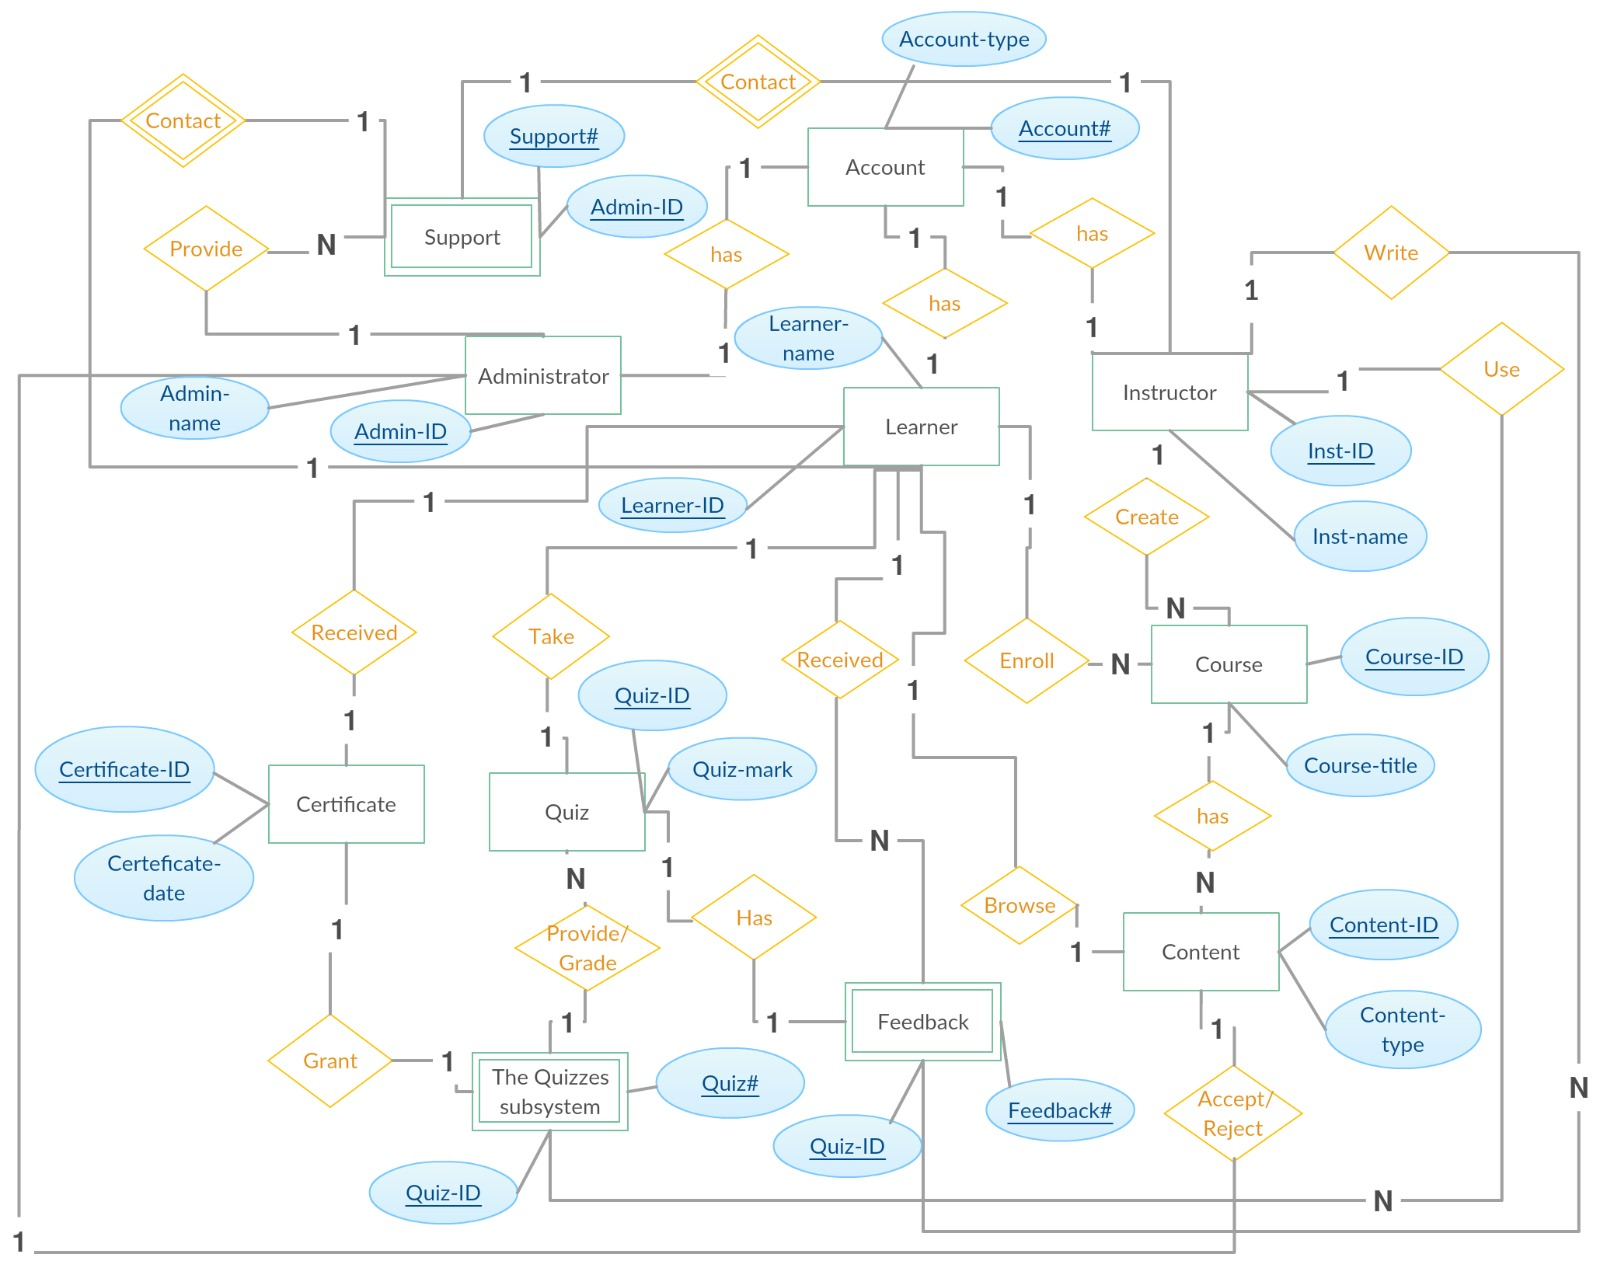 Account-type
1
Contact
1
Contact
1
Support#
Account#
Account
1
1
Support
Admin-ID
Provide
N
has
1
has
Write
has
1
1
Learner-
name
1
1
1
Administrator
1
Use
Admin-
name
Admin-ID
Learner
Instructor
1
Inst-ID
1
1
1
Learner-ID
1
Create
Inst-name
1
1
N
Received
Take
Received
Enroll
N
Course
Course-ID
1
Quiz-ID
1
1
1
Certificate-ID
Quiz-mark
Course-title
Certificate
Quiz
has
Certeficate-
date
N
1
N
N
1
Provide/
Grade
Has
Browse
1
Content
Content-ID
Grant
1
1
1
Feedback
1
Content-
type
The Quizzes
subsystem
Quiz#
Feedback#
Accept/
Reject
N
Quiz-ID
Quiz-ID
N
1